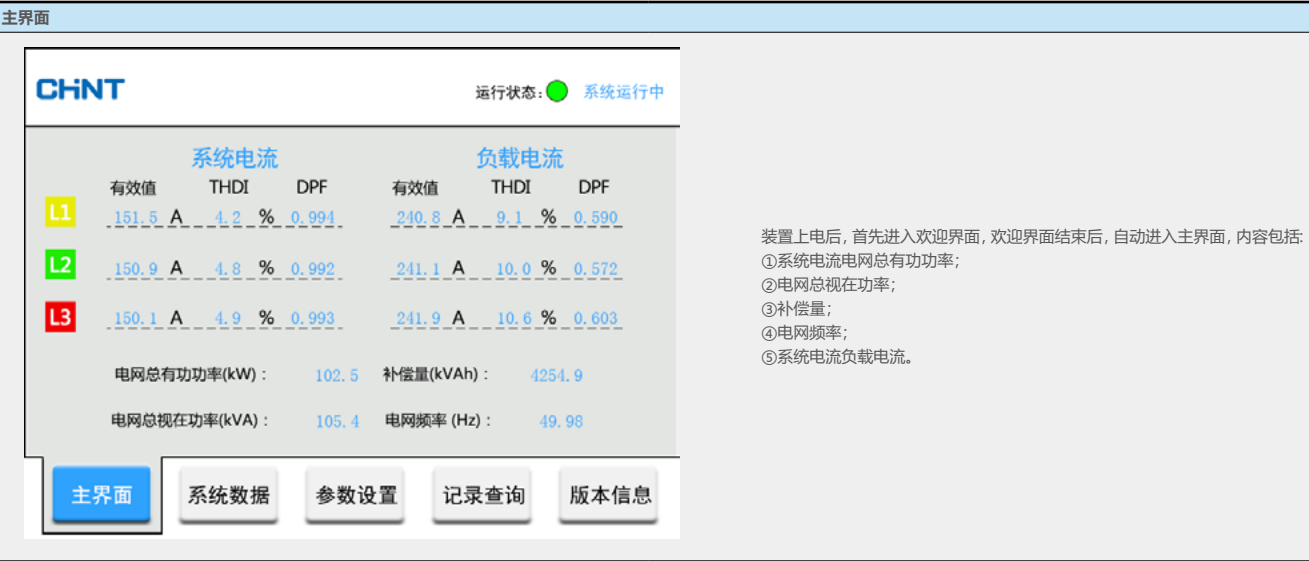 主界面
CHiNT
运行状态: 系统运行中
系统电流 负载电流
有效值 THDI DPF 有效值 THDI DPF
L1 151.5 A 4.2 % 0.994 240.8 A 9.1 % 0.590
L2 150.9 A 4.8 % 0.992 241.1 A 10.0 % 0.572
L3 150.1 A 4.9 % 0.993 241.9 A 10.6 % 0.603
电网总有功功率(kW) : 102.5 补偿量(kVAh) : 4254.9
电网总视在功率(kVA) : 105.4 电网频率 (Hz) : 49.98
主界面 系统数据 参数设置 记录查询 版本信息
装置上电后, 首先进入欢迎界面, 欢迎界面结束后, 自动进入主界面, 内容包括:
①系统电流电网总有功功率;
②电网总视在功率;
③补偿量;
④电网频率;
⑤系统电流负载电流。